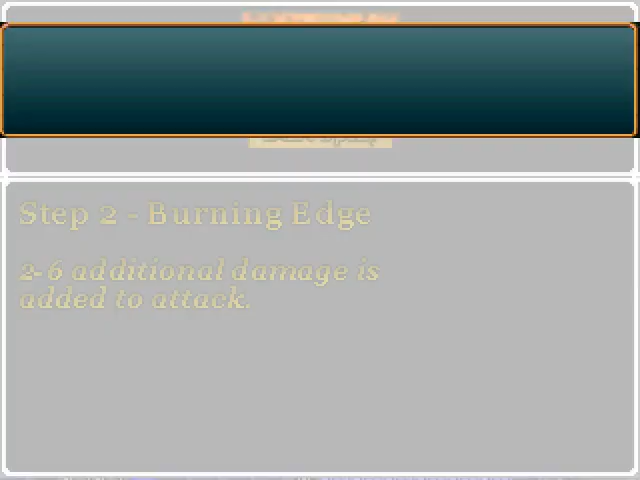 Step 2 - Burning Edge
2-6 additional damage is
added to attack.